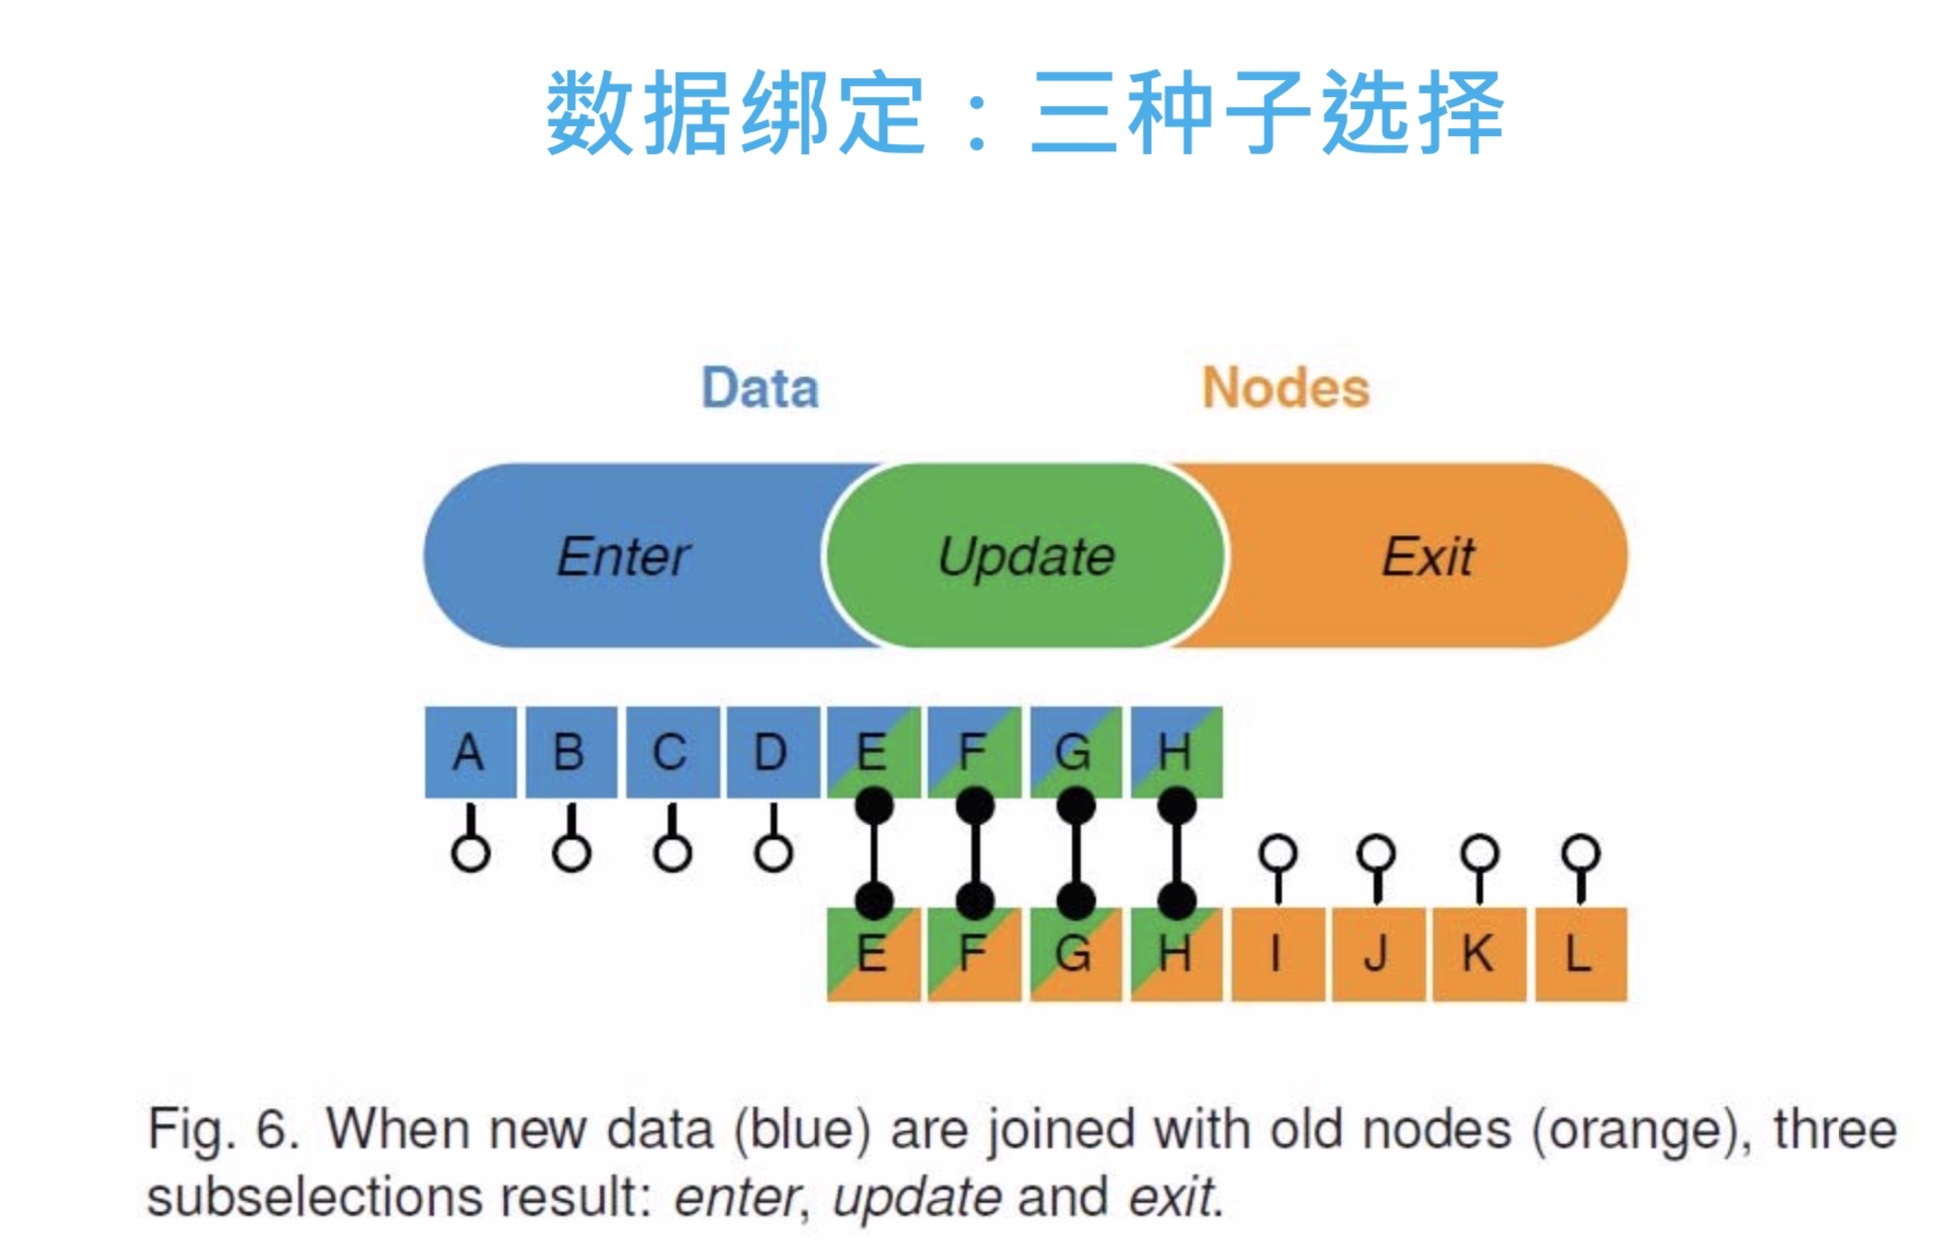 数据绑定：三种子选择
Data Nodes
Enter Update Exit
A B C D E F G H
E F G H I J K L
Fig. 6. When new data (blue) are joined with old nodes (orange), three
subselections result: enter, update and exit.